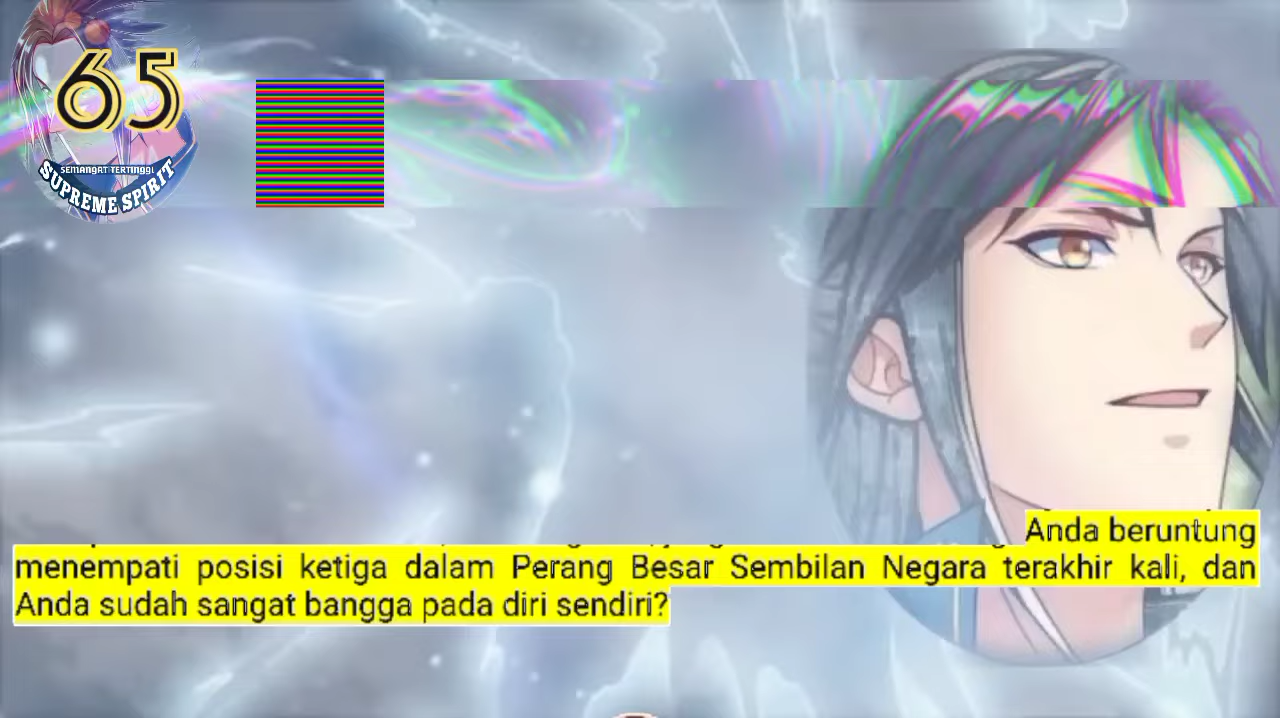 65
SEMANGAT TERTINGGI
SUPREME SPIRIT
Anda beruntung
menempati posisi ketiga dalam Perang Besar Sembilan Negara terakhir kali, dan
Anda sudah sangat bangga pada diri sendiri?